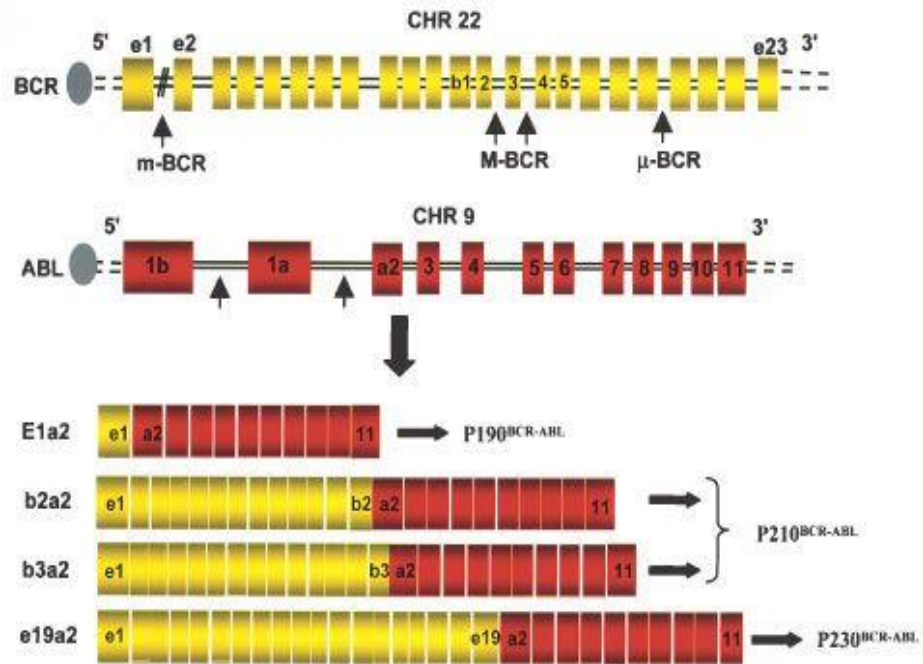 CHR 22
5' e1 e2 e23 3'
BCR b1 2 3 4 5
m-BCR M-BCR µ-BCR
CHR 9
5' 3'
ABL 1b 1a a2 3 4 5 6 7 8 9 10 11
E1a2 e1 a2 11 P190BCR-ABL
b2a2 e1 b2 a2 11
P210BCR-ABL
b3a2 e1 b3 a2 11
e19a2 e1 e19 a2 11 P230BCR-ABL